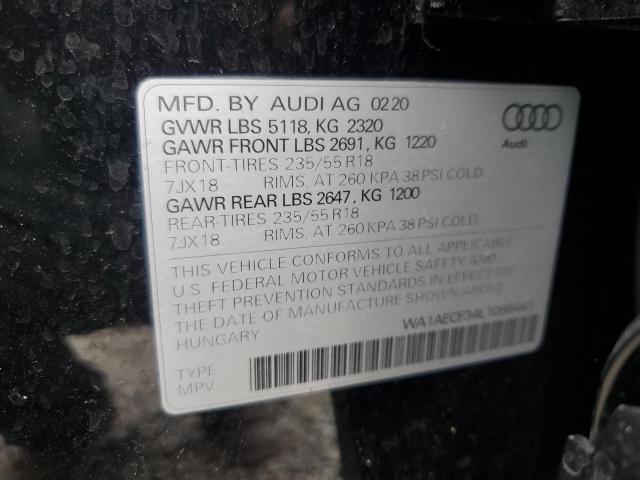 MFD. BY AUDI AG 0220
GVWR LBS 5118, KG 2320
GAWR FRONT LBS 2691, KG 1220
FRONT-TIRES 235/55 R18
7JX18 RIMS, AT 260 KPA 38 PSI COLD
GAWR REAR LBS 2647, KG 1200
REAR-TIRES 235/55 R18
7JX18 RIMS, AT 260 KPA 38 PSI COLD
Audi
THIS VEHICLE CONFORMS TO ALL APPLICABLE
U.S. FEDERAL MOTOR VEHICLE SAFETY AND
THEFT PREVENTION STANDARDS IN EFFECT ON
THE DATE OF MANUFACTURE SHOWN ABOVE.
HUNGARY
WA1AECF34L1098441
TYPE
MPV